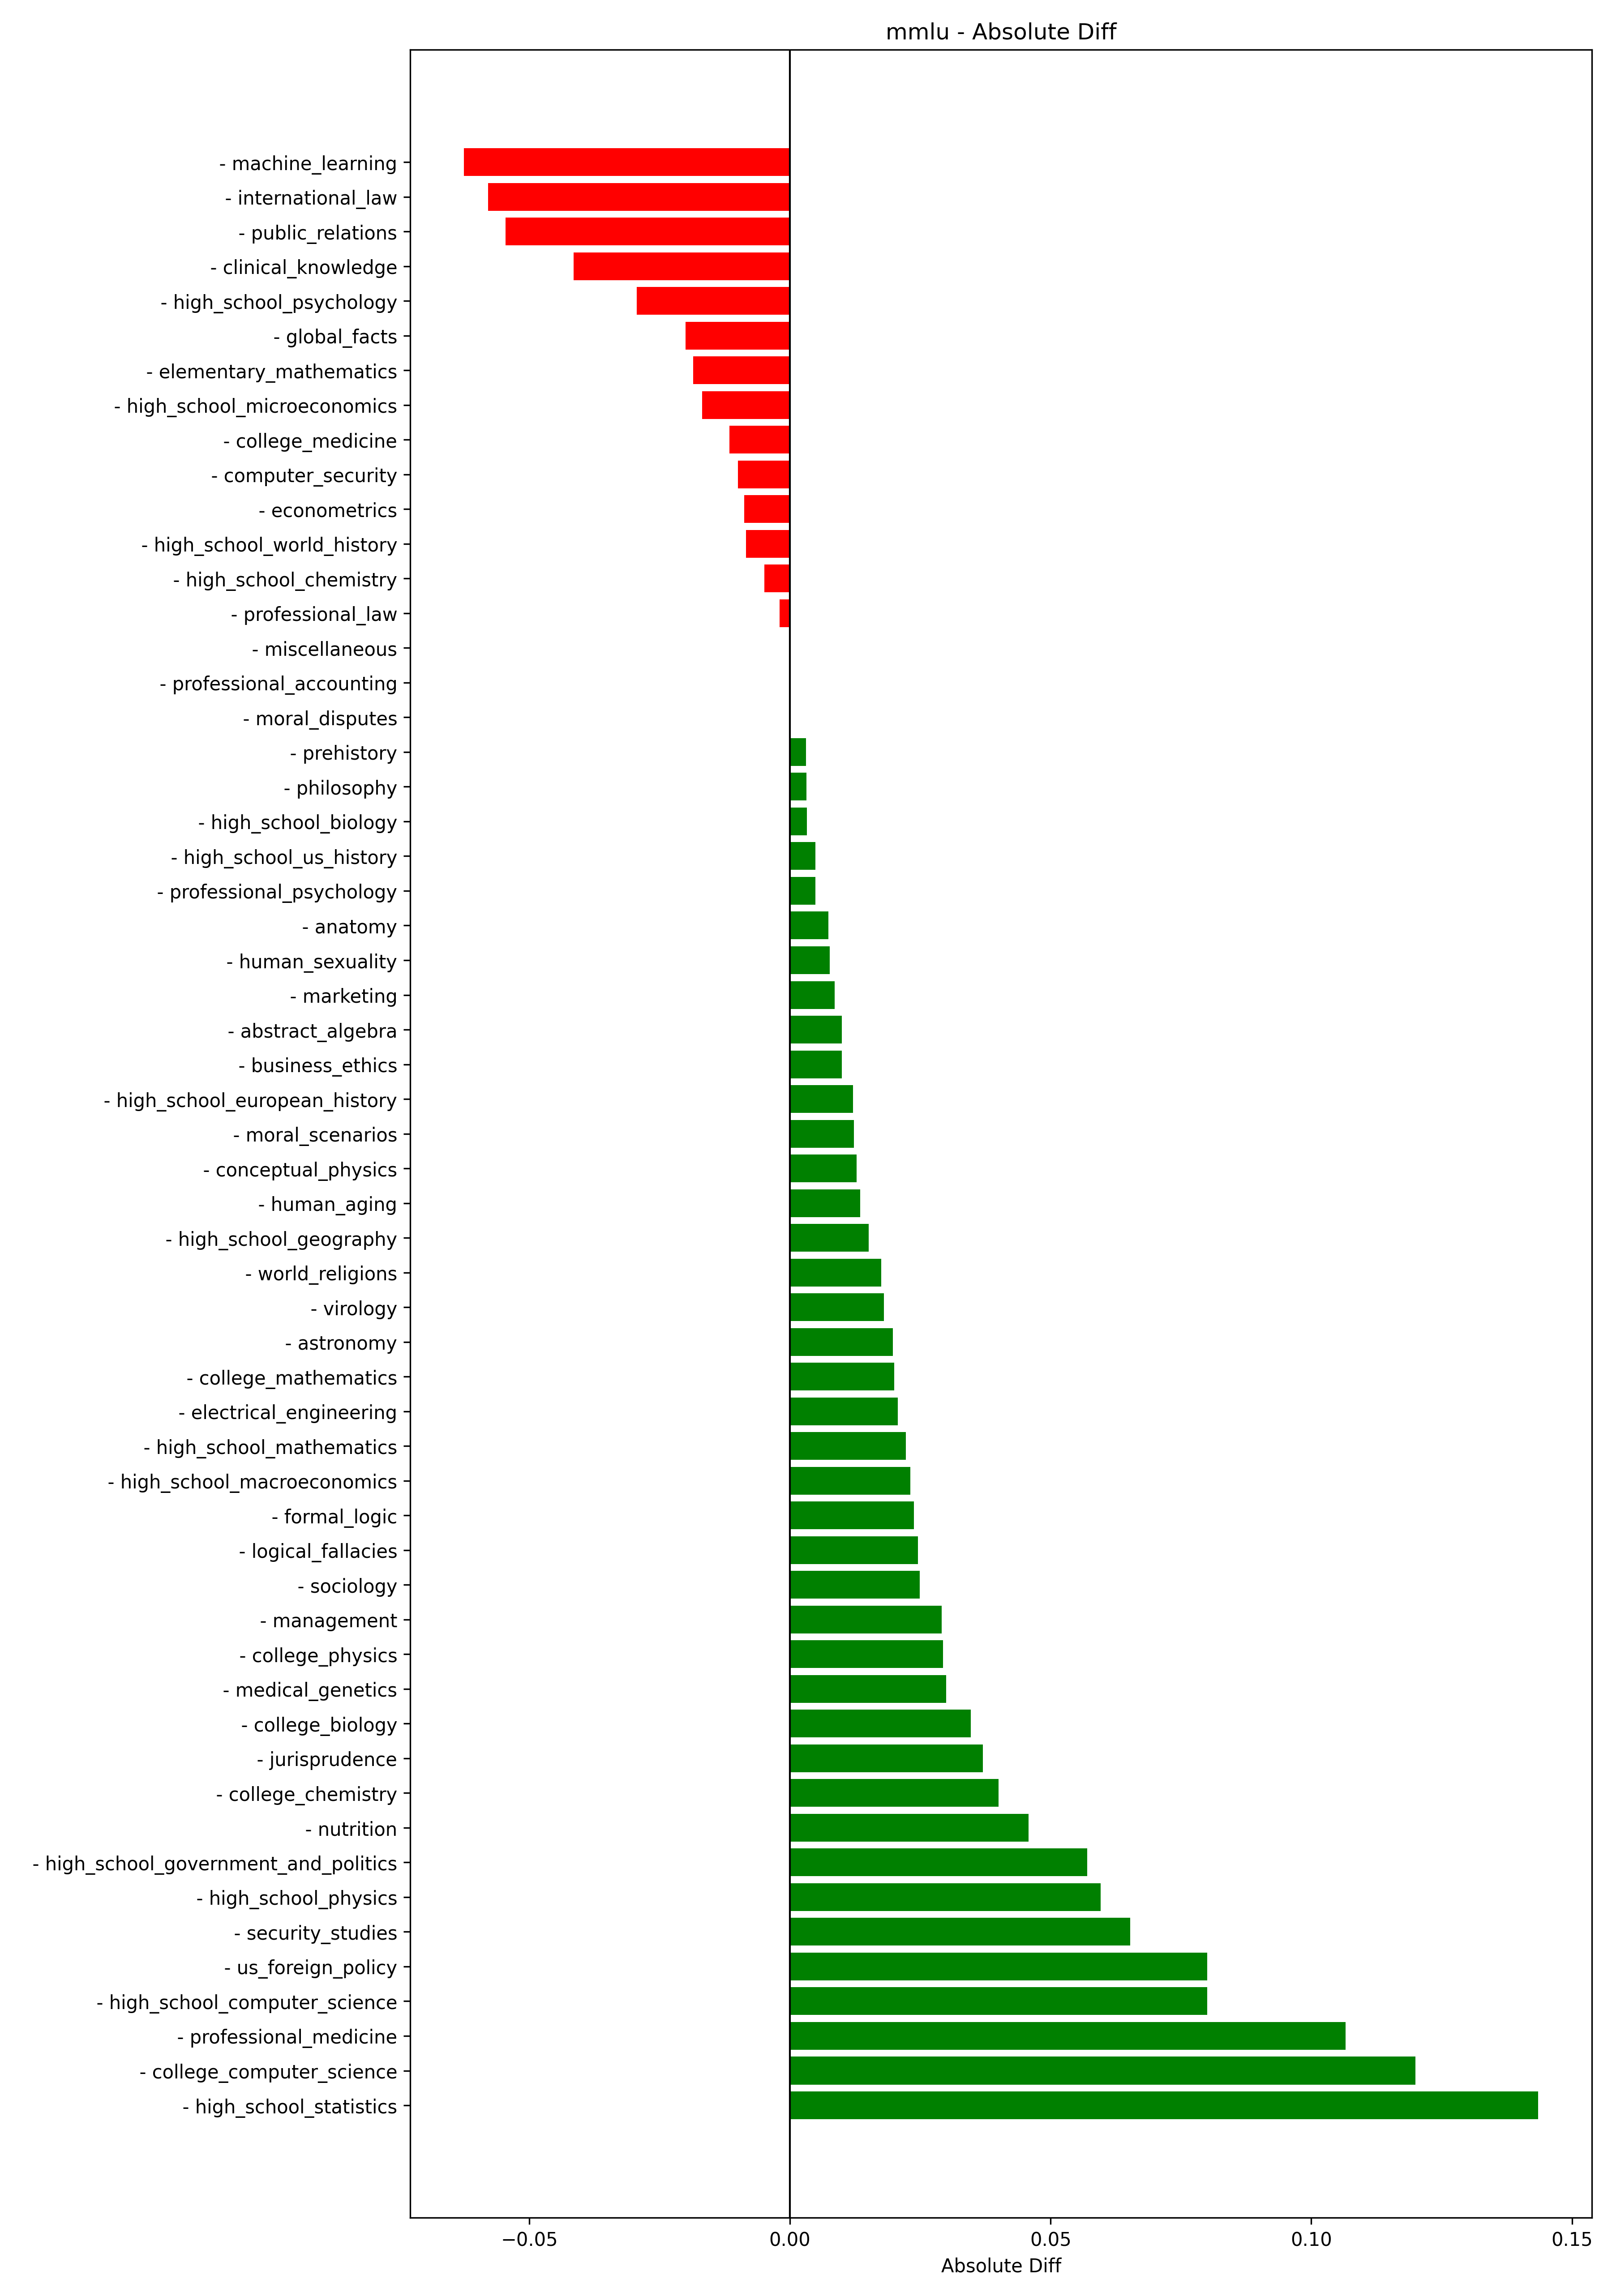 mmlu - Absolute Diff
- machine_learning
- international_law
- public_relations
- clinical_knowledge
- high_school_psychology
- global_facts
- elementary_mathematics
- high_school_microeconomics
- college_medicine
- computer_security
- econometrics
- high_school_world_history
- high_school_chemistry
- professional_law
- miscellaneous
- professional_accounting
- moral_disputes
- prehistory
- philosophy
- high_school_biology
- high_school_us_history
- professional_psychology
- anatomy
- human_sexuality
- marketing
- abstract_algebra
- business_ethics
- high_school_european_history
- moral_scenarios
- conceptual_physics
- human_aging
- high_school_geography
- world_religions
- virology
- astronomy
- college_mathematics
- electrical_engineering
- high_school_mathematics
- high_school_macroeconomics
- formal_logic
- logical_fallacies
- sociology
- management
- college_physics
- medical_genetics
- college_biology
- jurisprudence
- college_chemistry
- nutrition
- high_school_government_and_politics
- high_school_physics
- security_studies
- us_foreign_policy
- high_school_computer_science
- professional_medicine
- college_computer_science
- high_school_statistics
−0.05 0.00 0.05 0.10 0.15
Absolute Diff